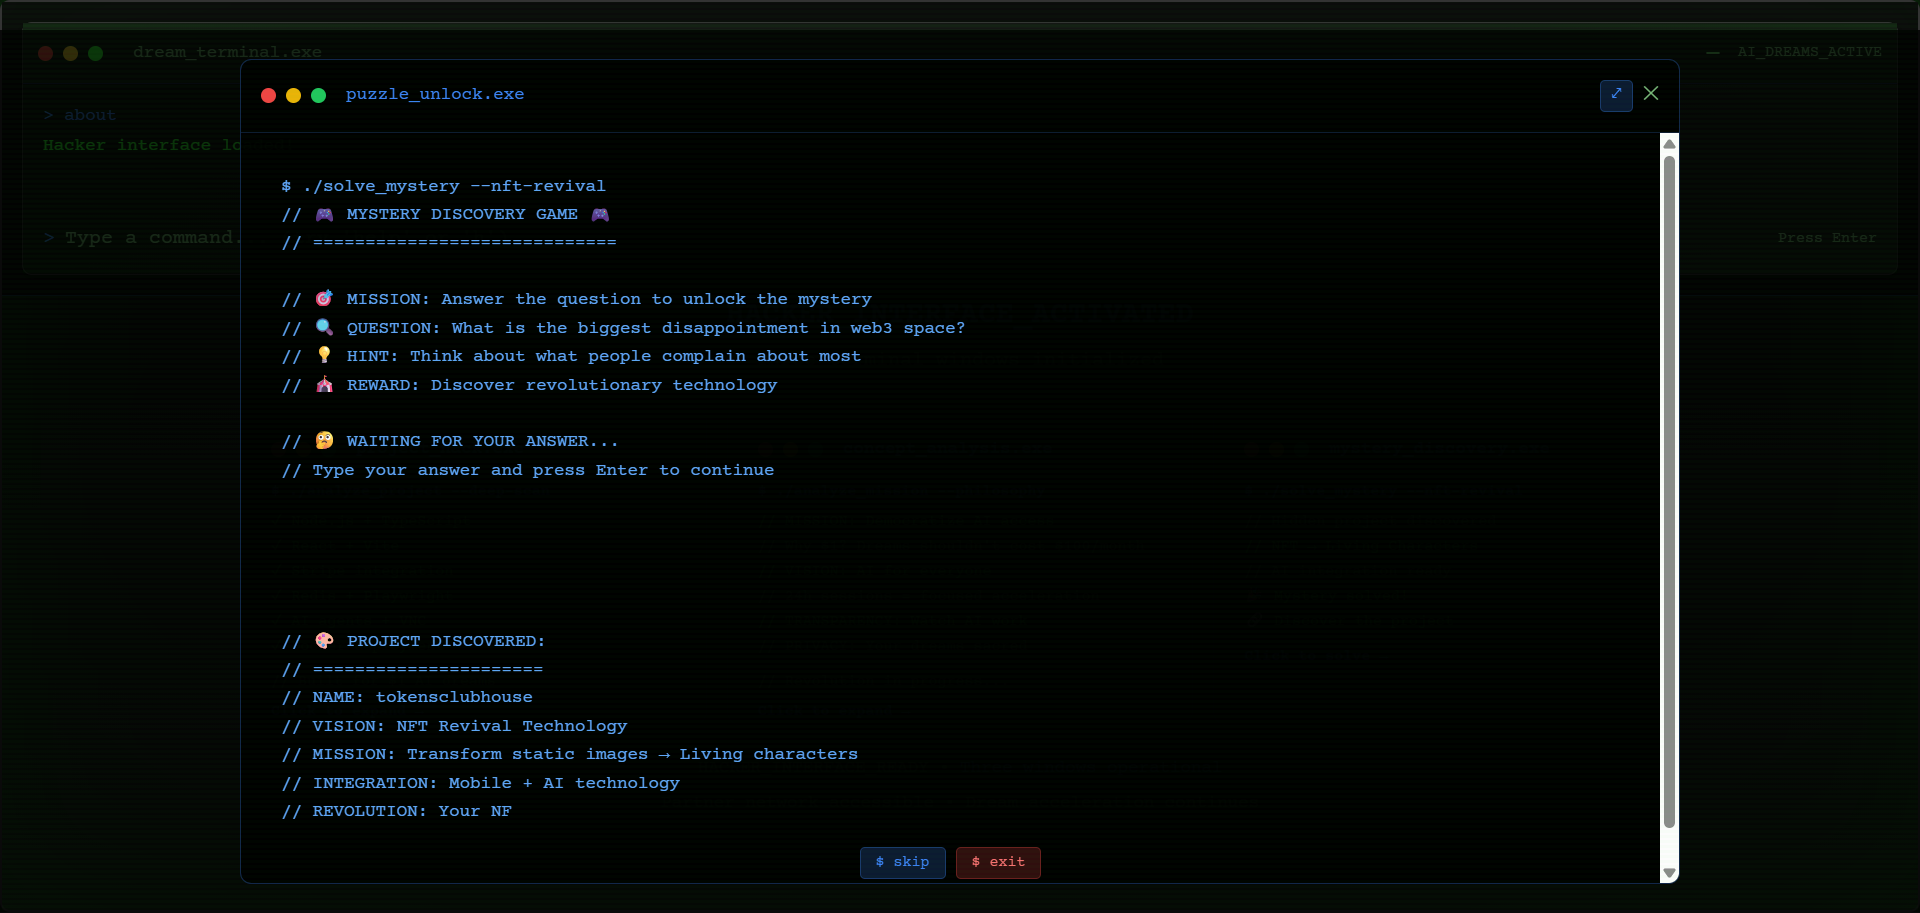 dream_terminal.exe
— AI_DREAMS_ACTIVE
> about
Hacker interface lo
> Type a command.
Press Enter
puzzle_unlock.exe
$ ./solve_mystery --nft-revival
// 🎮 MYSTERY DISCOVERY GAME 🎮
// =============================
// 🎯 MISSION: Answer the question to unlock the mystery
// 🔍 QUESTION: What is the biggest disappointment in web3 space?
// 💡 HINT: Think about what people complain about most
// 🎪 REWARD: Discover revolutionary technology
// 🤔 WAITING FOR YOUR ANSWER...
// Type your answer and press Enter to continue
// 🎨 PROJECT DISCOVERED:
// ======================
// NAME: tokensclubhouse
// VISION: NFT Revival Technology
// MISSION: Transform static images → Living characters
// INTEGRATION: Mobile + AI technology
// REVOLUTION: Your NF
$ skip
$ exit